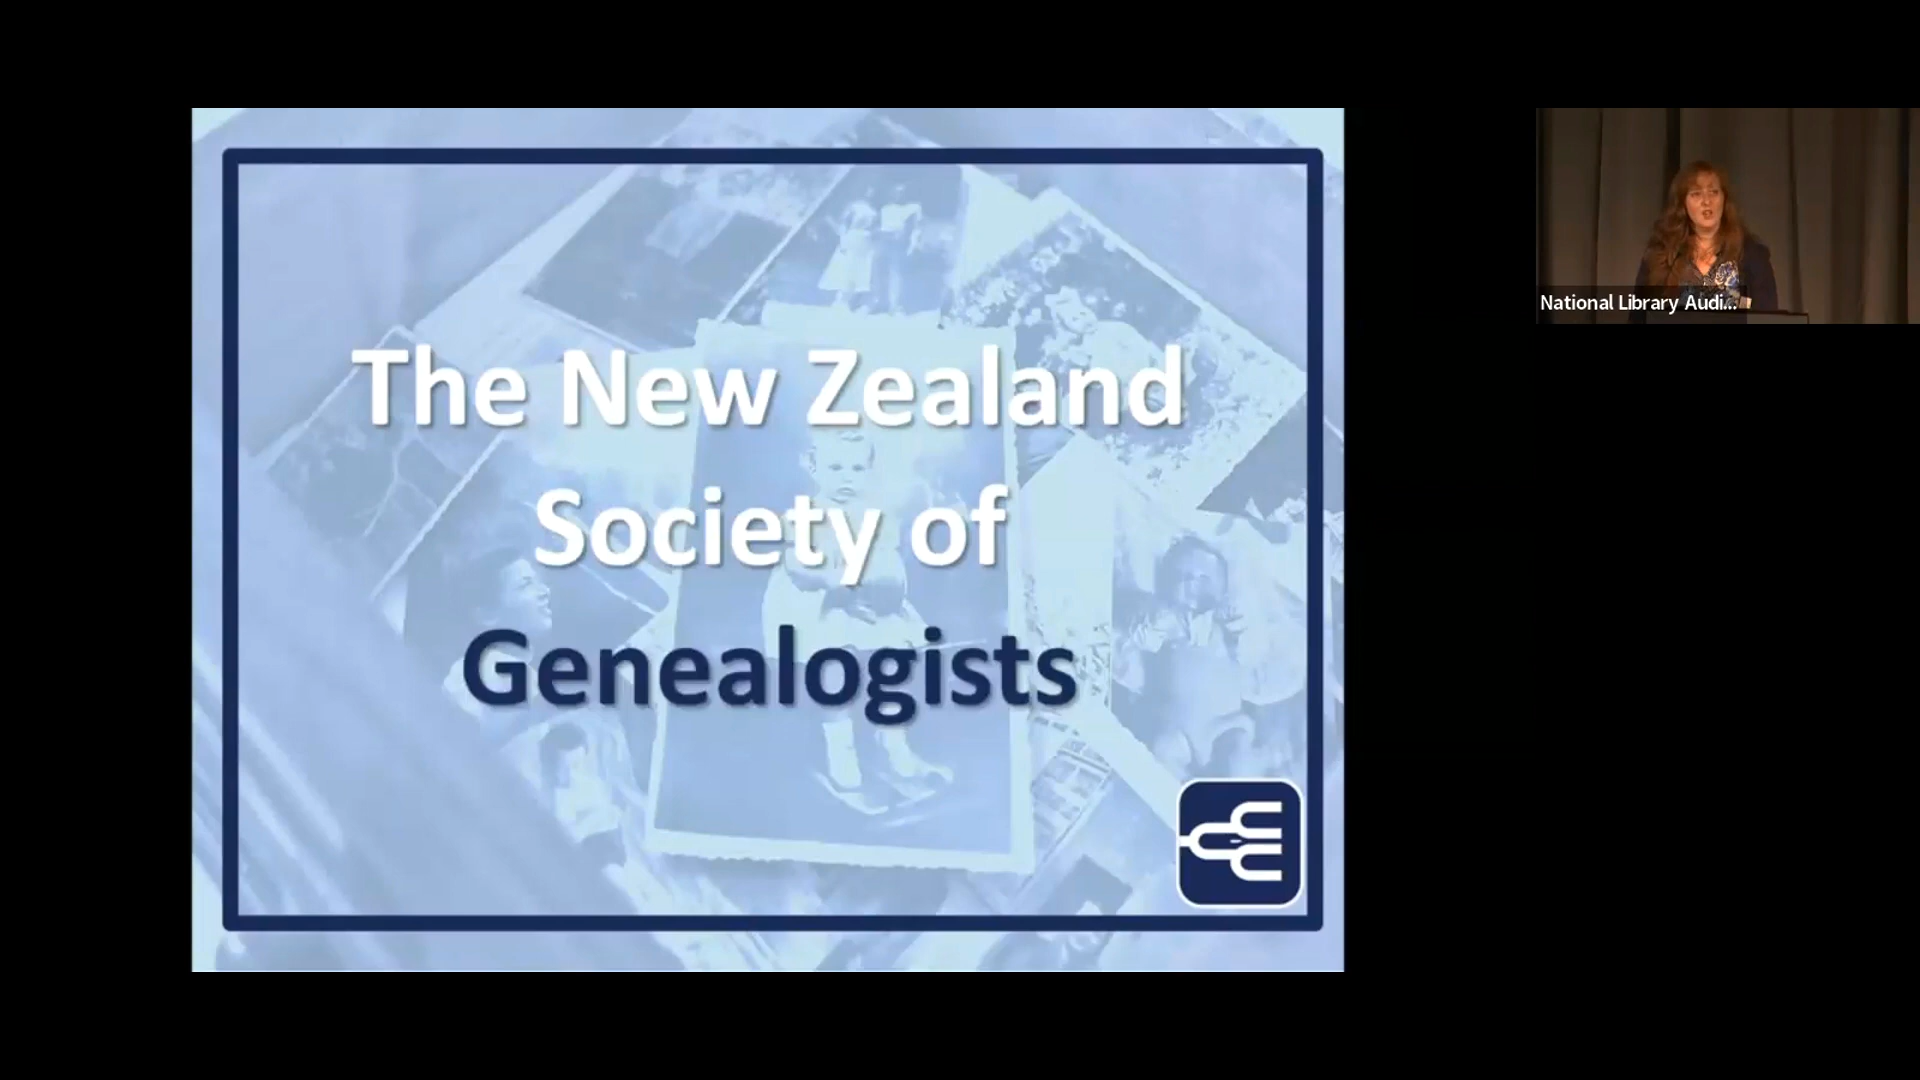 The New Zealand
Society of
Genealogists
National Library Audi...